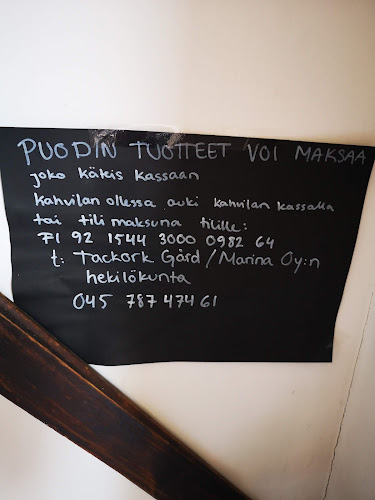 PUODIN TUOTTEET VOI MAKSAA
joko käteis kassaan
kahvilan ollessa auki kahvilan kassalla
tai tili maksuna tilille:
FI 92 1544 3000 0982 64
t: Tackork Gård / Marina Oy:n
hekilökunta
045 787 474 61